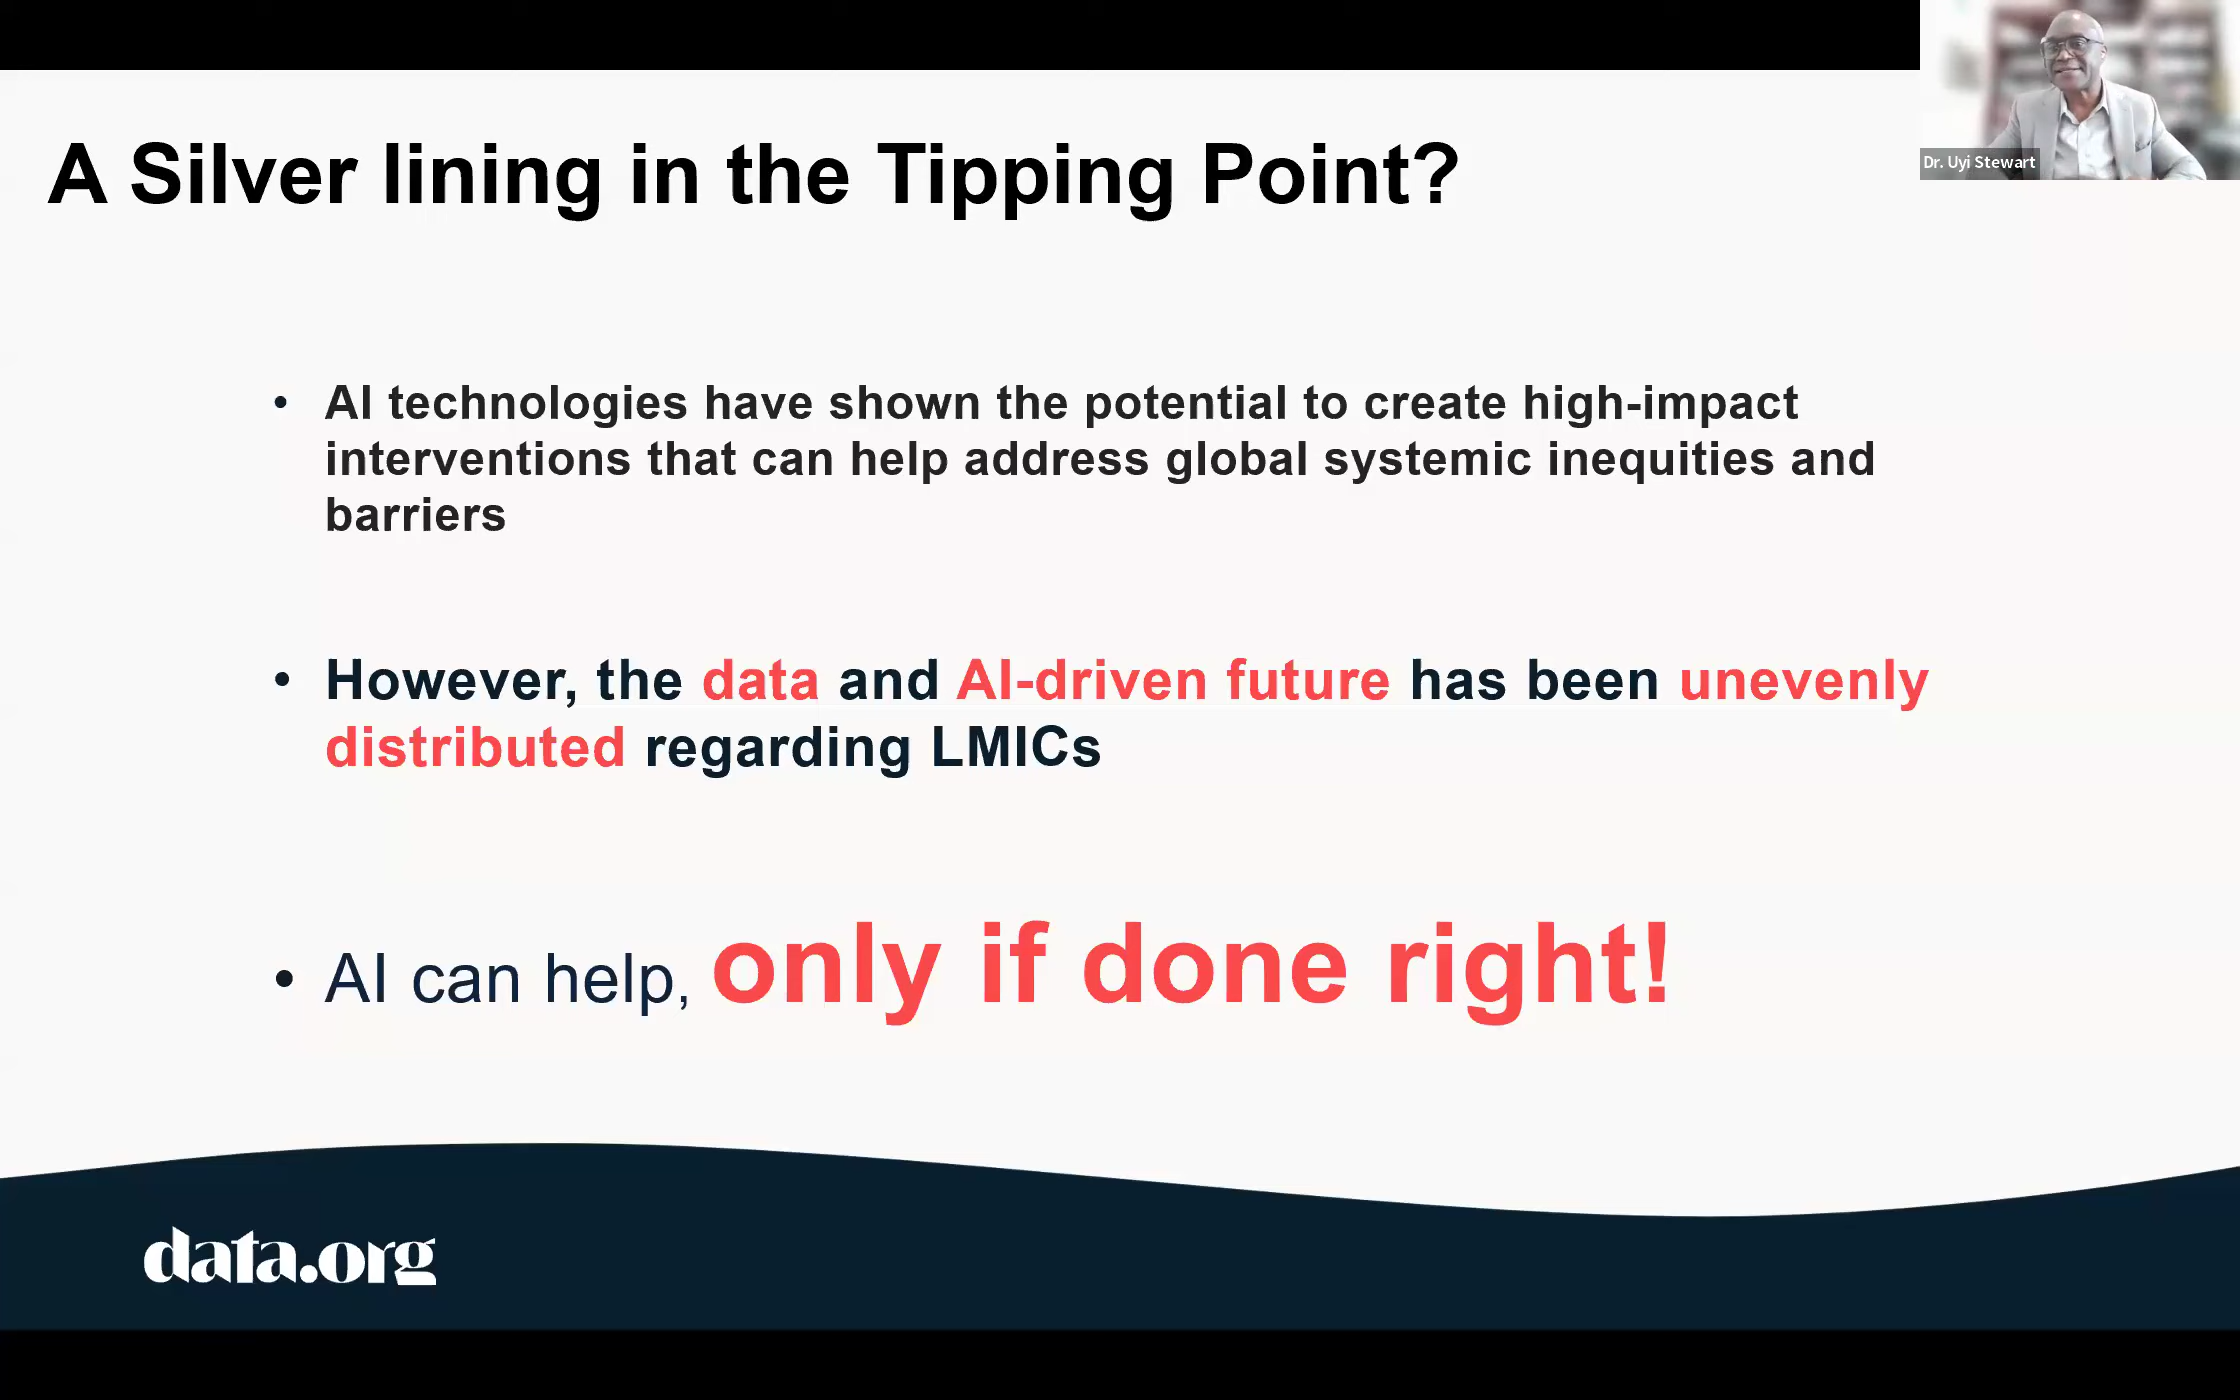 A Silver lining in the Tipping Point?
Dr. Uyi Stewart
• AI technologies have shown the potential to create high-impact
interventions that can help address global systemic inequities and
barriers
• However, the data and AI-driven future has been unevenly
distributed regarding LMICs
• AI can help, only if done right!
data.org